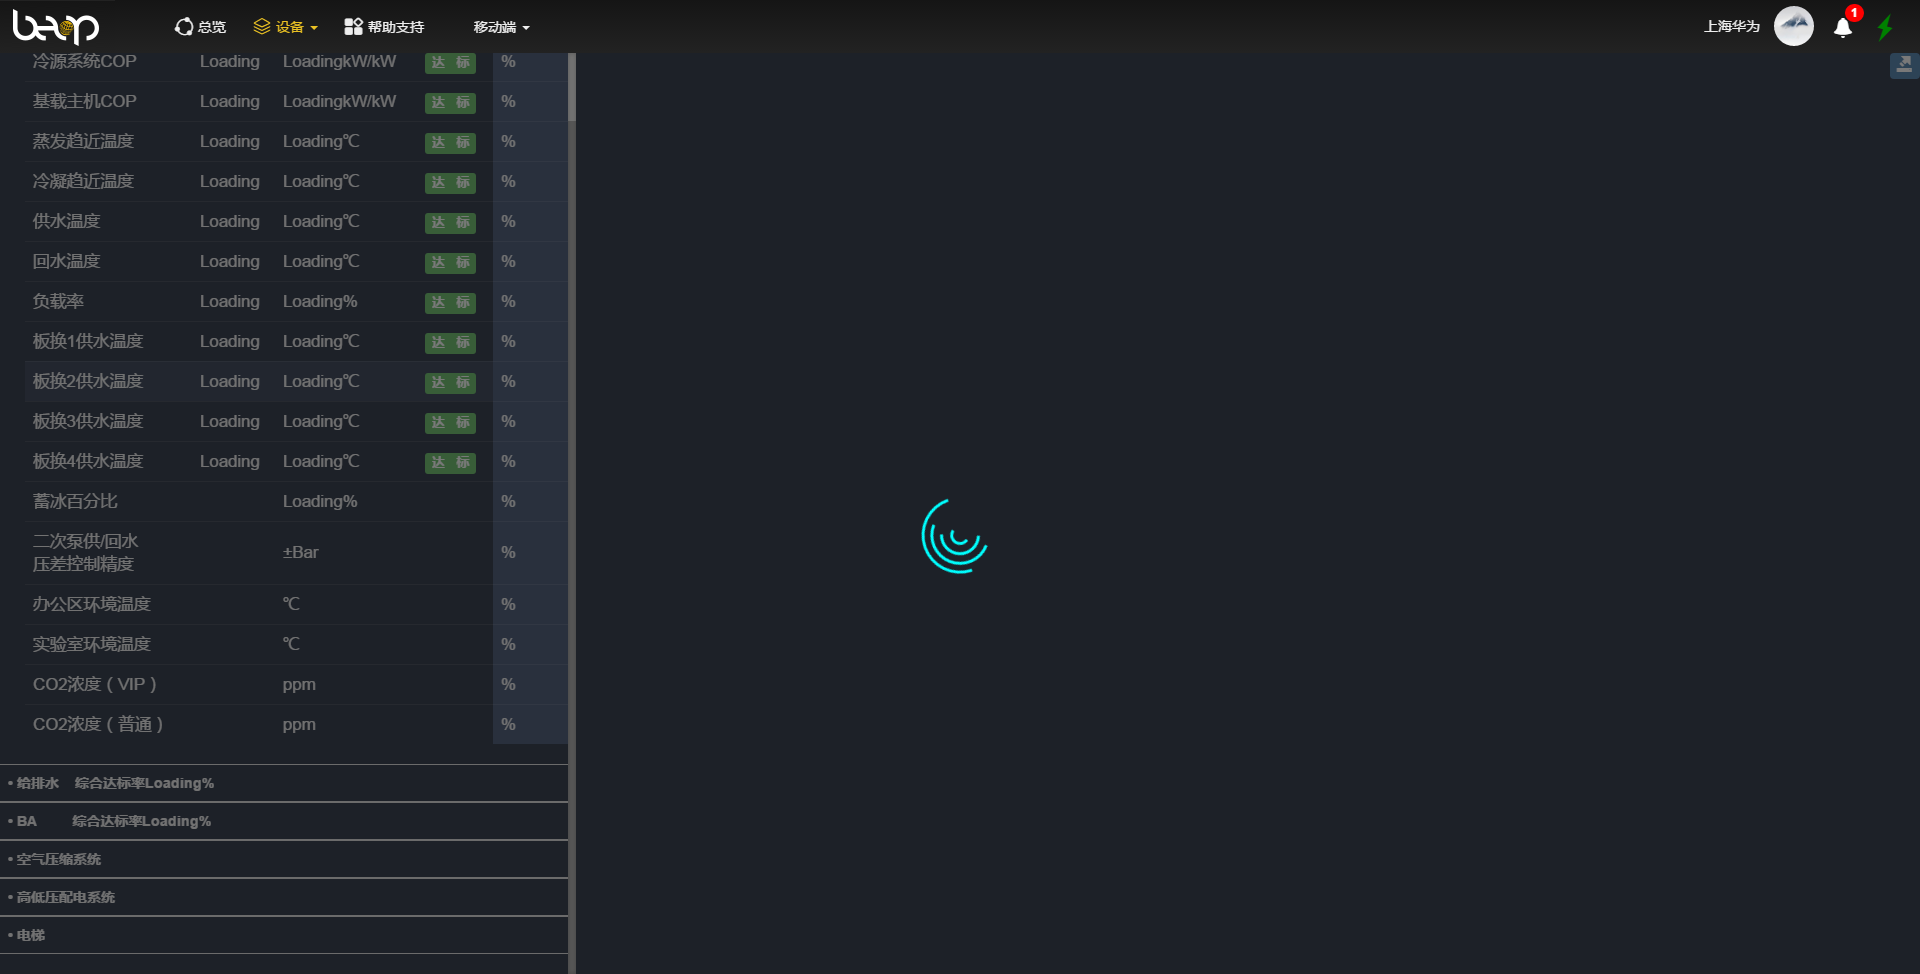 beop 总览 设备 帮助支持 移动端 上海华为 1
冷源系统COP Loading LoadingkW/kW 达 标 %
基载主机COP Loading LoadingkW/kW 达 标 %
蒸发趋近温度 Loading Loading℃ 达 标 %
冷凝趋近温度 Loading Loading℃ 达 标 %
供水温度 Loading Loading℃ 达 标 %
回水温度 Loading Loading℃ 达 标 %
负载率 Loading Loading% 达 标 %
板换1供水温度 Loading Loading℃ 达 标 %
板换2供水温度 Loading Loading℃ 达 标 %
板换3供水温度 Loading Loading℃ 达 标 %
板换4供水温度 Loading Loading℃ 达 标 %
蓄冰百分比 Loading% %
二次泵供/回水
压差控制精度 ±Bar %
办公区环境温度 ℃ %
实验室环境温度 ℃ %
CO2浓度（VIP） ppm %
CO2浓度（普通） ppm %
• 给排水 综合达标率Loading%
• BA 综合达标率Loading%
• 空气压缩系统
• 高低压配电系统
• 电梯